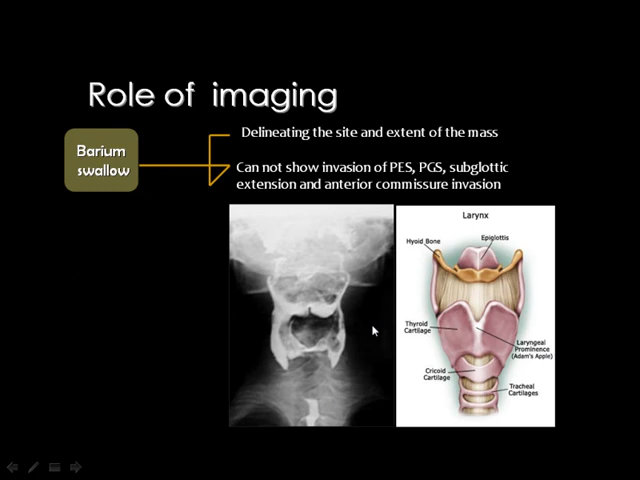 Role of imaging
Barium
swallow
Delineating the site and extent of the mass
Can not show invasion of PES, PGS, subglottic
extension and anterior commissure invasion
Larynx
Hyoid Bone
Epiglottis
Thyroid
Cartilage
Laryngeal
Prominence
(Adam's Apple)
Cricoid
Cartilage
Tracheal
Cartilages